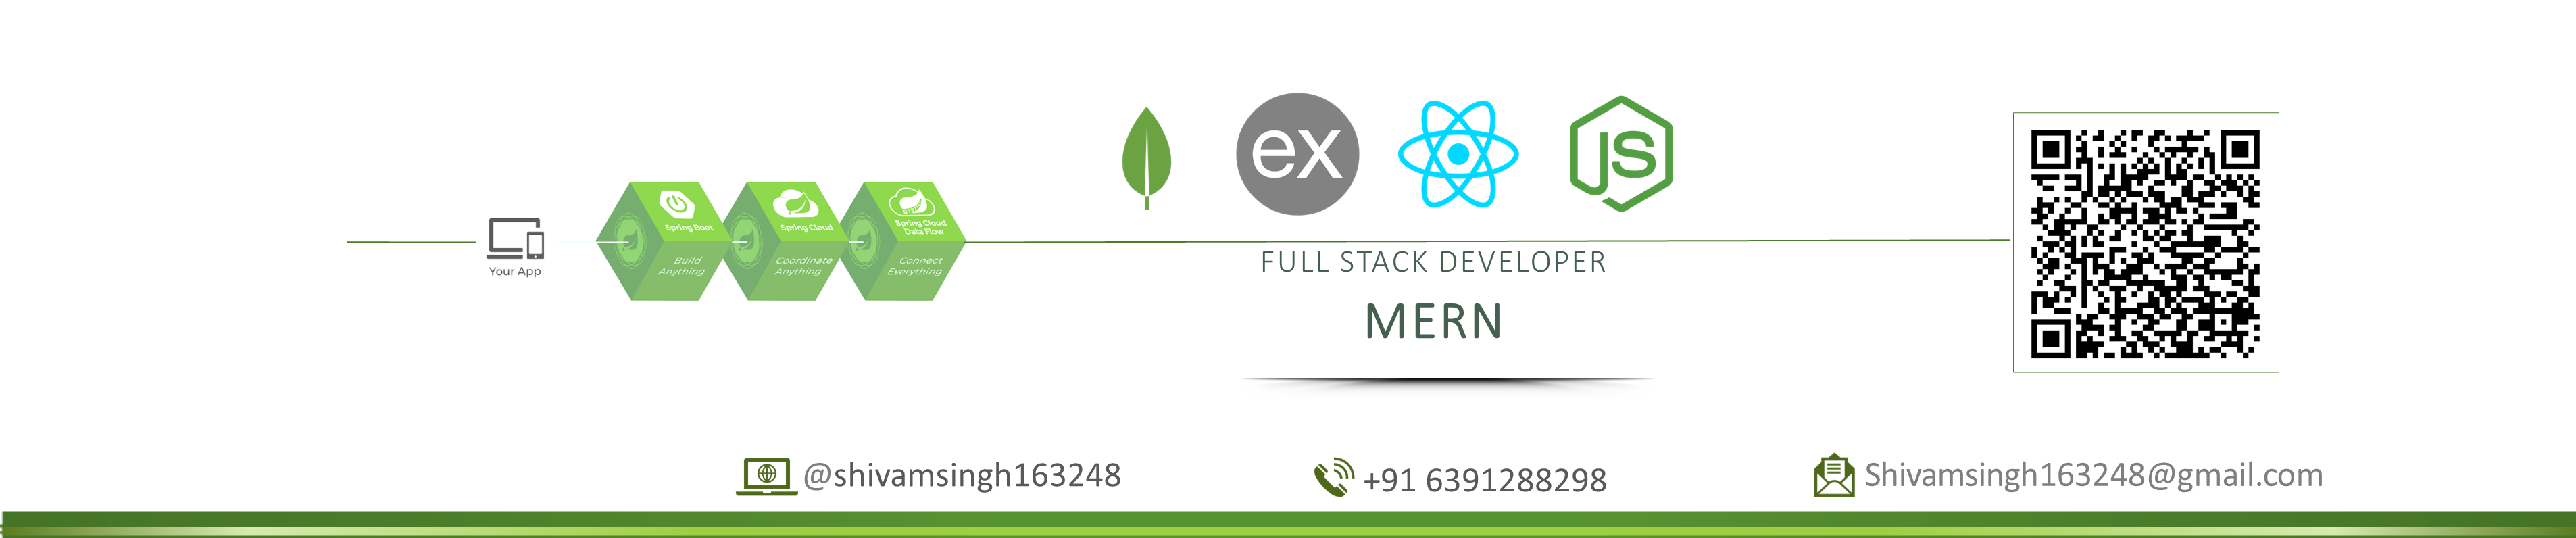 Your App
Spring Boot
Build
Anything
Spring Cloud
Coordinate
Anything
Spring Cloud
Data Flow
Connect
Everything
ex
JS
FULL STACK DEVELOPER
MERN
@shivamsingh163248
+91 6391288298
Shivamsingh163248@gmail.com